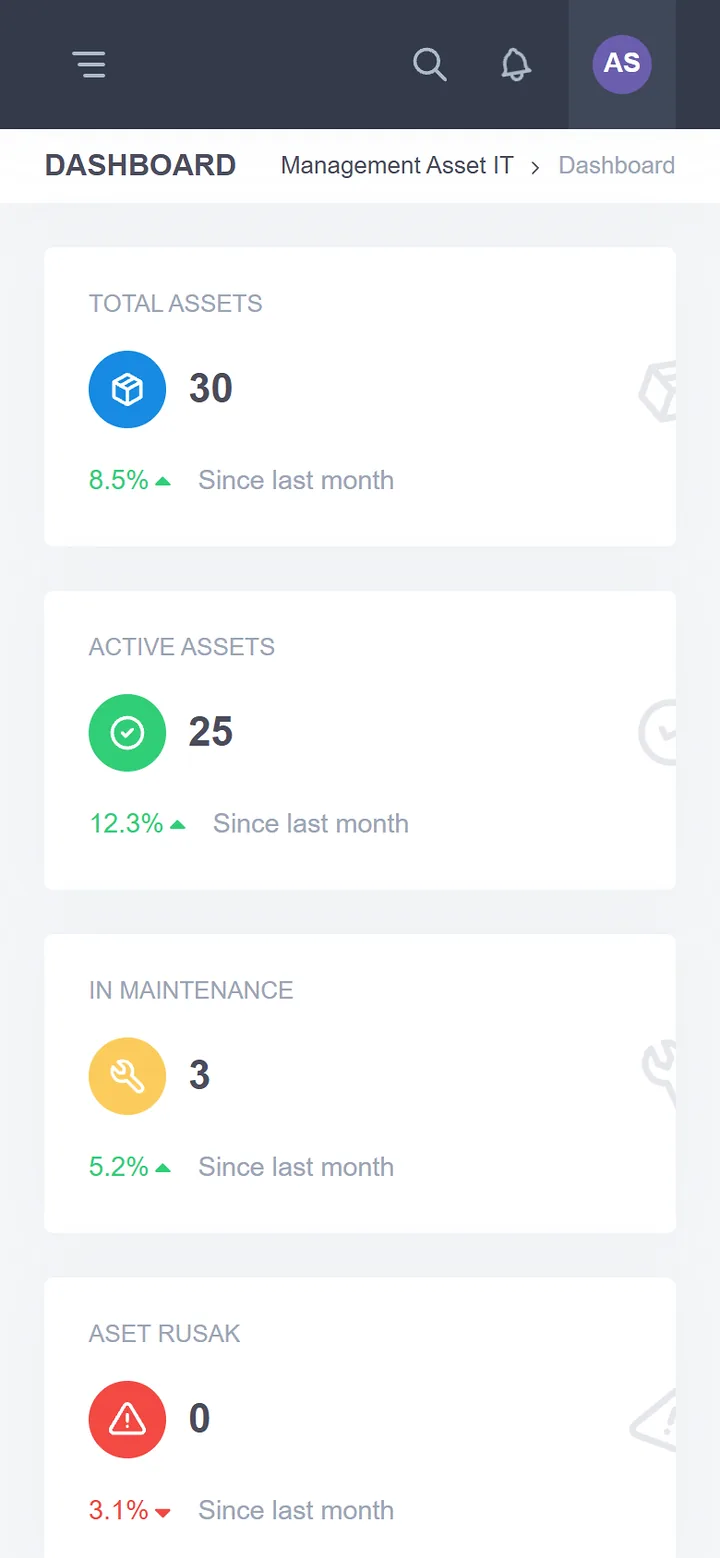 AS
DASHBOARD Management Asset IT > Dashboard
TOTAL ASSETS
30
8.5% Since last month
ACTIVE ASSETS
25
12.3% Since last month
IN MAINTENANCE
3
5.2% Since last month
ASET RUSAK
0
3.1% Since last month